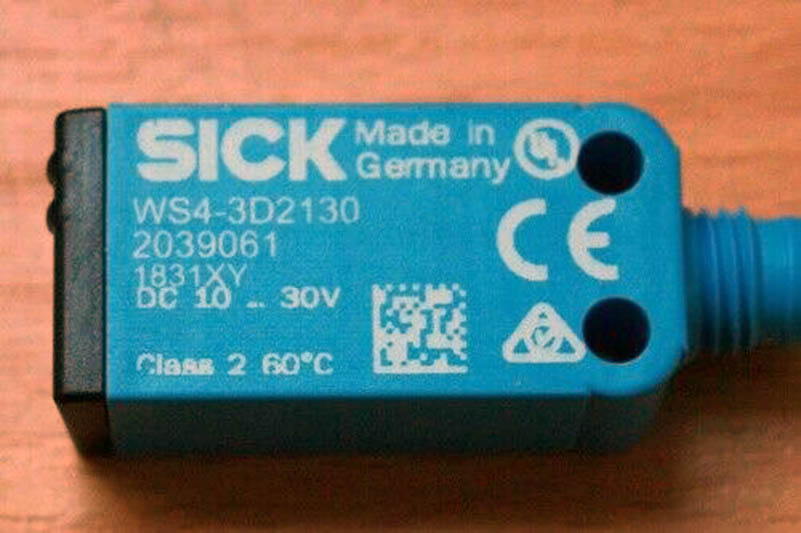 SICK Made in
Germany
WS4-3D2130
2039061
1831XY
DC 10 ... 30V
Class 2 60°C
CE